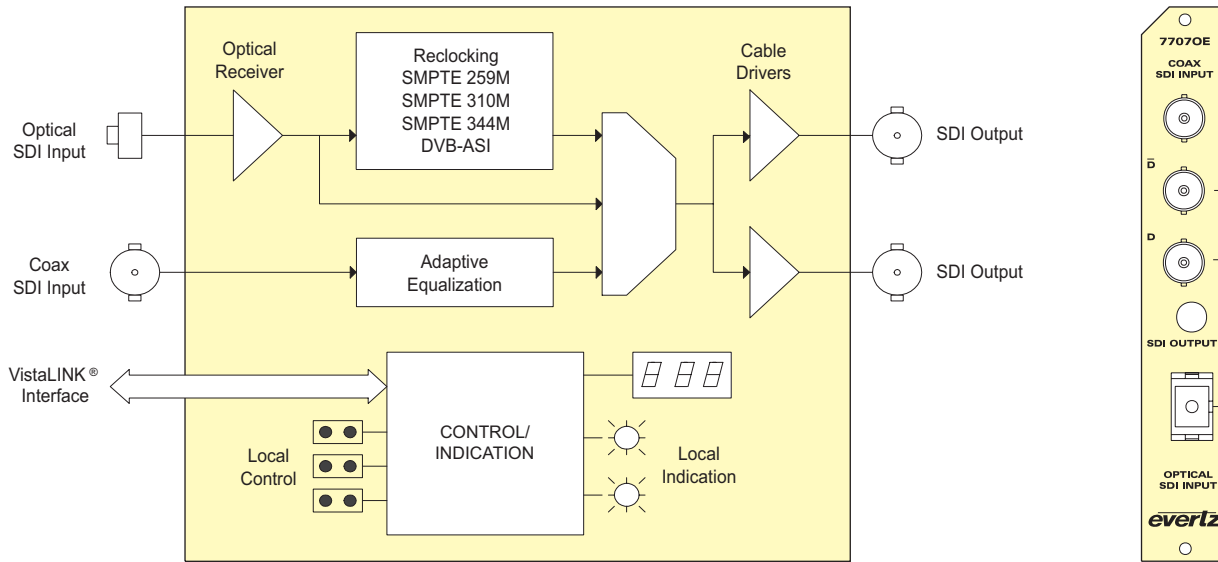 Optical
Receiver
Reclocking
SMPTE 259M
SMPTE 310M
SMPTE 344M
DVB-ASI
Cable
Drivers
Optical
SDI Input
SDI Output
Coax
SDI Input
Adaptive
Equalization
SDI Output
VistaLINK ®
Interface
Local
Control
CONTROL/
INDICATION
888
Local
Indication
7707OE
COAX
SDI INPUT
D̅
D
SDI OUTPUT
OPTICAL
SDI INPUT
evertz